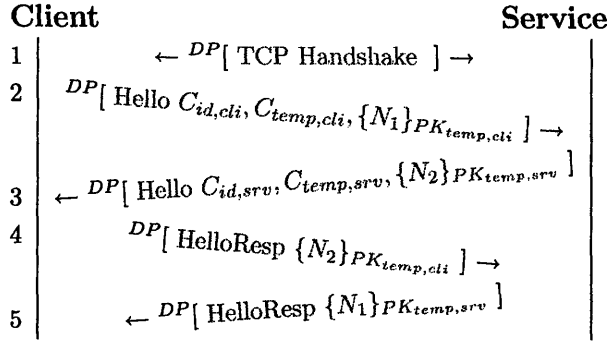 Client Service
1 ← DP[ TCP Handshake ] →
2 DP[ Hello C_{id,cli}, C_{temp,cli}, {N_1}_{PK_{temp,cli}} ] →
3 ← DP[ Hello C_{id,srv}, C_{temp,srv}, {N_2}_{PK_{temp,srv}} ]
4 DP[ HelloResp {N_2}_{PK_{temp,cli}} ] →
5 ← DP[ HelloResp {N_1}_{PK_{temp,srv}} ]